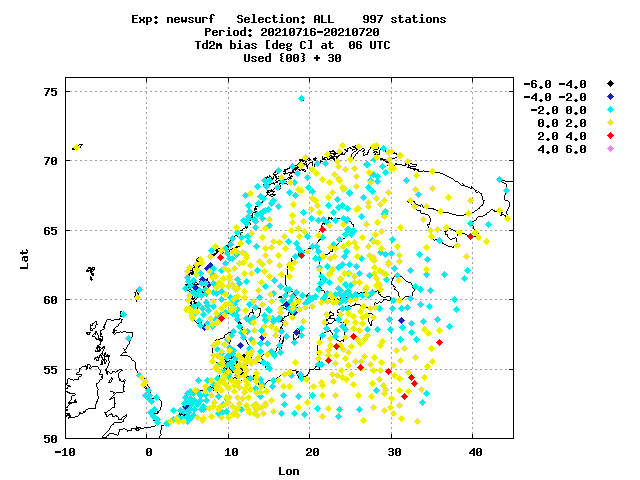 Exp: newsurf   Selection: ALL    997 stations
Period: 20210716-20210720
Td2m bias [deg C] at  06 UTC
Used {00} + 30
-6.0 -4.0
-4.0 -2.0
-2.0 0.0
0.0 2.0
2.0 4.0
4.0 6.0
75
70
65
60
55
50
Lat
-10 0 10 20 30 40
Lon